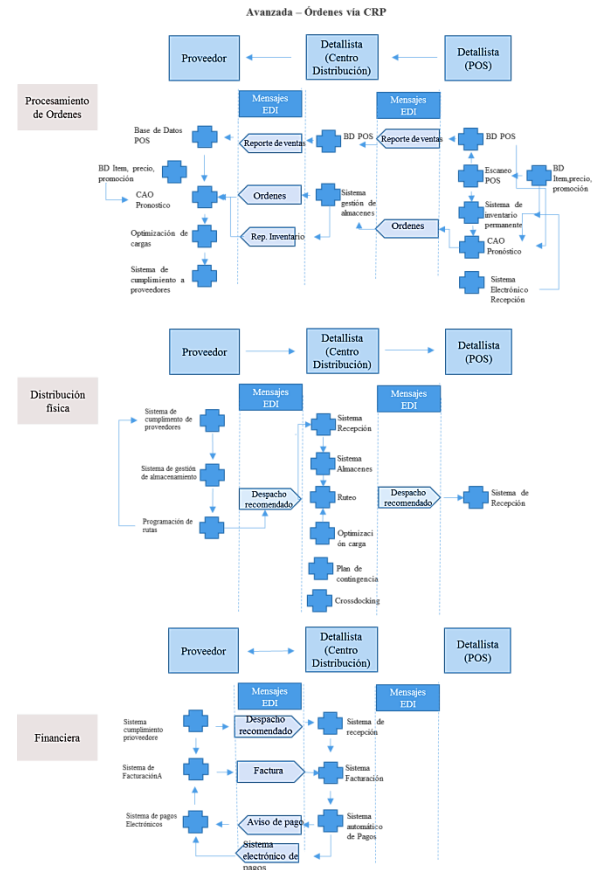 Avanzada – Órdenes vía CRP
Proveedor
Detallista
(Centro
Distribución)
Detallista
(POS)
Procesamiento
de Ordenes
Mensajes
EDI
Mensajes
EDI
Base de Datos
POS
Reporte de ventas
BD POS
Reporte de ventas
BD POS
BD Item, precio,
promoción
CAO
Pronostico
Ordenes
Sistema
gestión de
almacenes
Escaneo
POS
BD
Item,precio,
promoción
Sistema de
inventario
permanente
Optimización de
cargas
Rep. Inventario
Ordenes
CAO
Pronóstico
Sistema de
cumplimiento a
proveedores
Sistema
Electrónico
Recepción
Proveedor
Detallista
(Centro
Distribución)
Detallista
(POS)
Distribución
física
Mensajes
EDI
Mensajes
EDI
Sistema de
cumplimento de
proveedores
Sistema
Recepción
Sistema de gestión
de almacenamiento
Sistema
Almacenes
Despacho
recomendado
Ruteo
Despacho
recomendado
Sistema de
Recepción
Programación de
rutas
Optimizaci
ón carga
Plan de
contingencia
Crossdocking
Proveedor
Detallista
(Centro
Distribución)
Detallista
(POS)
Financiera
Mensajes
EDI
Mensajes
EDI
Sistema
cumplimiento
proveedore
Despacho
recomendado
Sistema de
recepción
Sistema de
FacturaciónA
Factura
Sistema
Facturación
Sistema de pagos
Electrónicos
Aviso de pago
Sistema
automático
de Pagos
Sistema
electrónico de
pagos